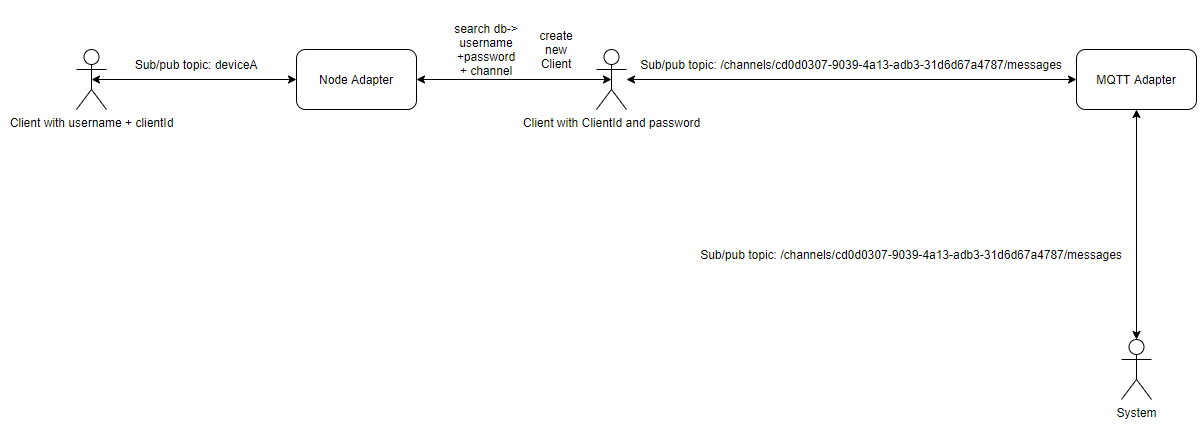 search db->
username
+password
+ channel
create
new
Client
Sub/pub topic: deviceA
Node Adapter
Sub/pub topic: /channels/cd0d0307-9039-4a13-adb3-31d6d67a4787/messages
MQTT Adapter
Client with username + clientId
Client with ClientId and password
Sub/pub topic: /channels/cd0d0307-9039-4a13-adb3-31d6d67a4787/messages
System